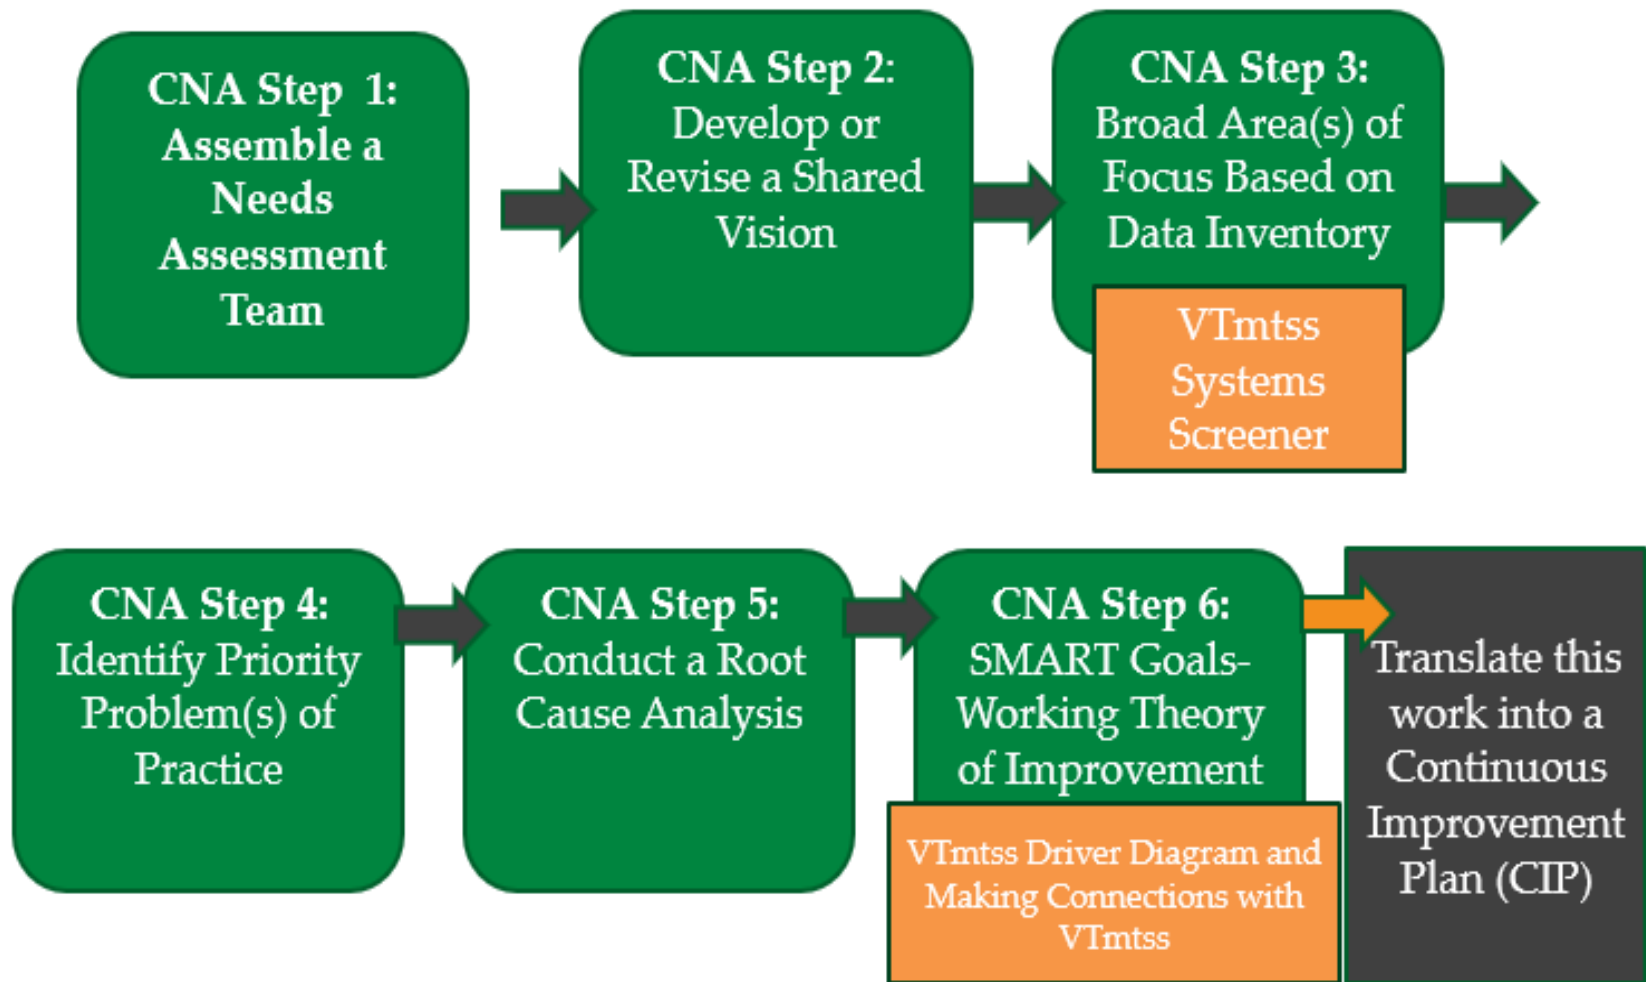 CNA Step 1:
Assemble a
Needs
Assessment
Team
CNA Step 2:
Develop or
Revise a Shared
Vision
CNA Step 3:
Broad Area(s) of
Focus Based on
Data Inventory
VTmtss
Systems
Screener
CNA Step 4:
Identify Priority
Problem(s) of
Practice
CNA Step 5:
Conduct a Root
Cause Analysis
CNA Step 6:
SMART Goals-
Working Theory
of Improvement
VTmtss Driver Diagram and
Making Connections with
VTmtss
Translate this
work into a
Continuous
Improvement
Plan (CIP)